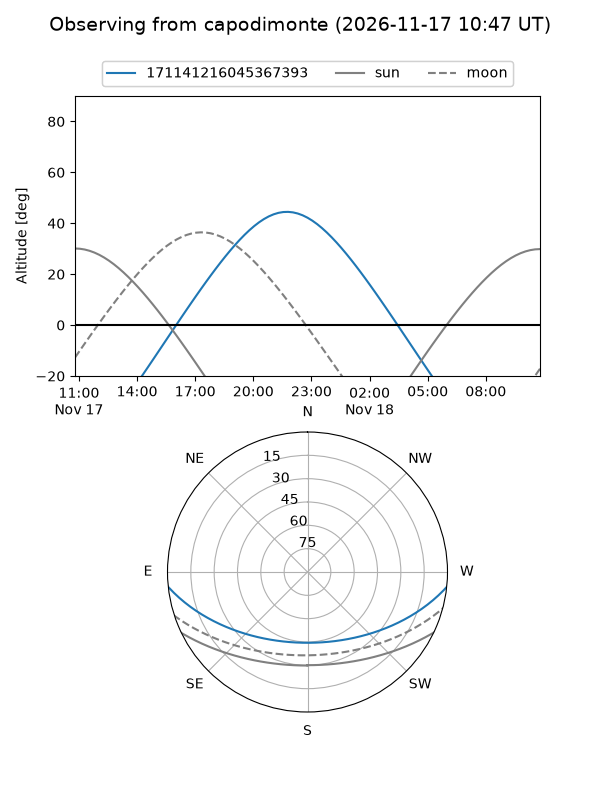 Observing from capodimonte (2026-11-17 10:47 UT)
171141216045367393 sun moon
Altitude [deg]
80
60
40
20
0
−20
11:00 14:00 17:00 20:00 23:00 02:00 05:00 08:00
Nov 17 Nov 18
N
NE NW
15
30
45
60
75
E W
SE SW
S